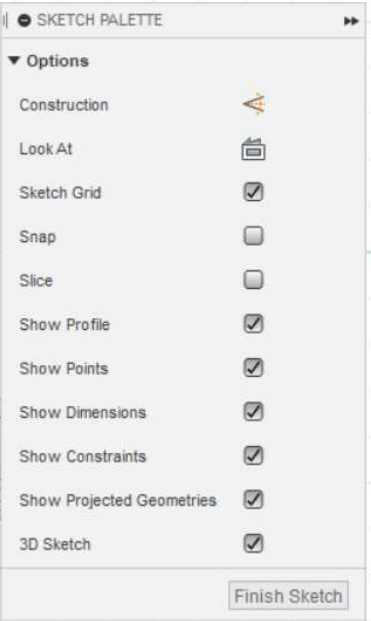 SKETCH PALETTE
Options
Construction
Look At
Sketch Grid
Snap
Slice
Show Profile
Show Points
Show Dimensions
Show Constraints
Show Projected Geometries
3D Sketch
Finish Sketch